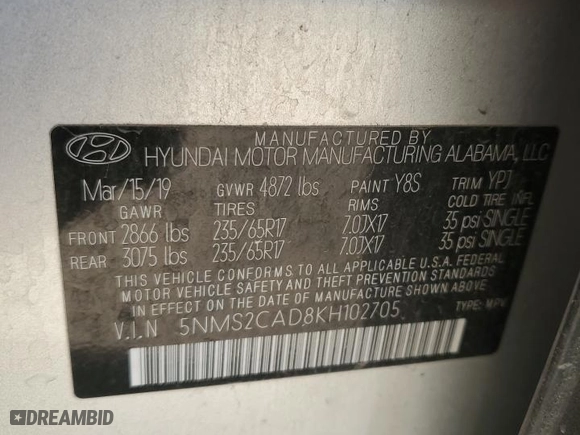 MANUFACTURED BY
HYUNDAI MOTOR MANUFACTURING ALABAMA, LLC
Mar/15/19 GVWR 4872 lbs PAINT Y8S TRIM YPJ
GAWR TIRES RIMS COLD TIRE INFL
FRONT 2866 lbs 235/65R17 7.0JX17 35 psi SINGLE
REAR 3075 lbs 235/65R17 7.0JX17 35 psi SINGLE
THIS VEHICLE CONFORMS TO ALL APPLICABLE U.S.A. FEDERAL
MOTOR VEHICLE SAFETY AND THEFT PREVENTION STANDARDS
IN EFFECT ON THE DATE OF MANUFACTURE SHOWN ABOVE.
V.I.N 5NMS2CAD8KH102705 TYPE: MPV
DREAMBID